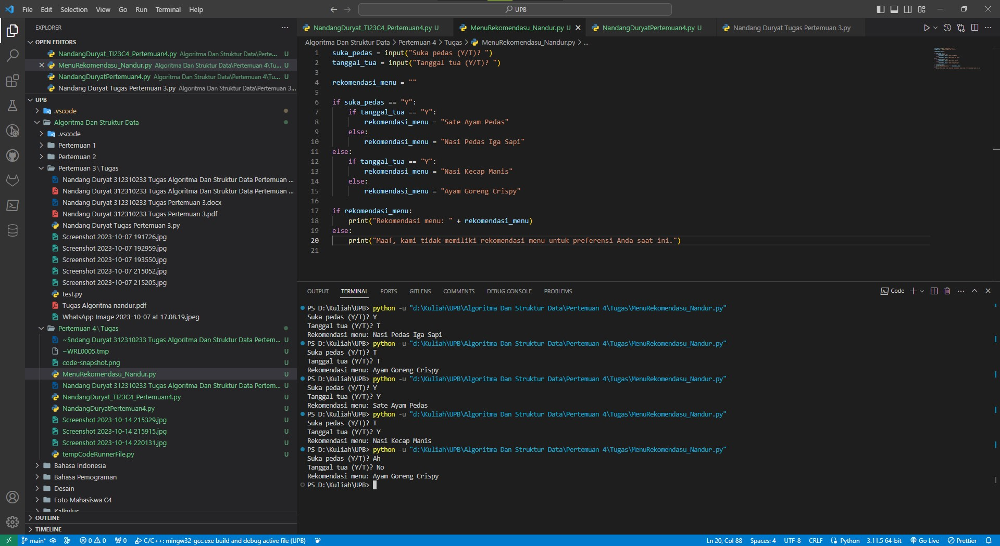 File Edit Selection View Go Run Terminal Help
UPB
EXPLORER
OPEN EDITORS
NandangDuryat_TI23C4_Pertemuan4.py Algoritma Dan Struktur Data\Perte... U
MenuRekomendasu_Nandur.py Algoritma Dan Struktur Data\Pertemuan 4\Tu... U
NandangDuryatPertemuan4.py Algoritma Dan Struktur Data\Pertemuan 4\Tu... U
Nandang Duryat Tugas Pertemuan 3.py Algoritma Dan Struktur Data\Pertemuan 3...
UPB
.vscode
Algoritma Dan Struktur Data
.vscode
Pertemuan 1
Pertemuan 2
Pertemuan 3\Tugas
Nandang Duryat 312310233 Tugas Algoritma Dan Struktur Data Pertemuan ...
Nandang Duryat 312310233 Tugas Algoritma Dan Struktur Data Pertemuan ...
Nandang Duryat 312310233 Tugas Pertemuan 3.docx
Nandang Duryat 312310233 Tugas Pertemuan 3.pdf
Nandang Duryat Tugas Pertemuan 3.py
Screenshot 2023-10-07 191726.jpg
Screenshot 2023-10-07 192959.jpg
Screenshot 2023-10-07 193550.jpg
Screenshot 2023-10-07 215052.jpg
Screenshot 2023-10-07 215205.jpg
test.py
Tugas Algoritma nandur.pdf
WhatsApp Image 2023-10-07 at 17.08.19.jpeg
Pertemuan 4\Tugas
~$ndang Duryat 312310233 Tugas Algoritma Dan Struktur Data Pertem... U
~WRL0005.tmp U
code-snapshot.png U
MenuRekomendasu_Nandur.py U
Nandang Duryat 312310233 Tugas Algoritma Dan Struktur Data Pertem... U
NandangDuryat_TI23C4_Pertemuan4.py U
NandangDuryatPertemuan4.py U
Screenshot 2023-10-14 215329.jpg U
Screenshot 2023-10-14 215915.jpg U
Screenshot 2023-10-14 220131.jpg U
tempCodeRunnerFile.py U
Bahasa Indonesia
Bahasa Pemograman
Desain
Foto Mahasiswa C4
Kalkulus
OUTLINE
TIMELINE
NandangDuryat_TI23C4_Pertemuan4.py U MenuRekomendasu_Nandur.py U NandangDuryatPertemuan4.py U Nandang Duryat Tugas Pertemuan 3.py
Algoritma Dan Struktur Data > Pertemuan 4 > Tugas > MenuRekomendasu_Nandur.py > ...
1 suka_pedas = input("Suka pedas (Y/T)? ")
2 tanggal_tua = input("Tanggal tua (Y/T)? ")
3
4 rekomendasi_menu = ""
5
6 if suka_pedas == "Y":
7 if tanggal_tua == "Y":
8 rekomendasi_menu = "Sate Ayam Pedas"
9 else:
10 rekomendasi_menu = "Nasi Pedas Iga Sapi"
11 else:
12 if tanggal_tua == "Y":
13 rekomendasi_menu = "Nasi Kecap Manis"
14 else:
15 rekomendasi_menu = "Ayam Goreng Crispy"
16
17 if rekomendasi_menu:
18 print("Rekomendasi menu: " + rekomendasi_menu)
19 else:
20 print("Maaf, kami tidak memiliki rekomendasi menu untuk preferensi Anda saat ini.")
21
OUTPUT TERMINAL PORTS GITLENS COMMENTS DEBUG CONSOLE PROBLEMS
Code
PS D:\Kuliah\UPB> python -u "d:\Kuliah\UPB\Algoritma Dan Struktur Data\Pertemuan 4\Tugas\MenuRekomendasu_Nandur.py"
Suka pedas (Y/T)? Y
Tanggal tua (Y/T)? T
Rekomendasi menu: Nasi Pedas Iga Sapi
PS D:\Kuliah\UPB> python -u "d:\Kuliah\UPB\Algoritma Dan Struktur Data\Pertemuan 4\Tugas\MenuRekomendasu_Nandur.py"
Suka pedas (Y/T)? T
Tanggal tua (Y/T)? T
Rekomendasi menu: Ayam Goreng Crispy
PS D:\Kuliah\UPB> python -u "d:\Kuliah\UPB\Algoritma Dan Struktur Data\Pertemuan 4\Tugas\MenuRekomendasu_Nandur.py"
Suka pedas (Y/T)? Y
Tanggal tua (Y/T)? Y
Rekomendasi menu: Sate Ayam Pedas
PS D:\Kuliah\UPB> python -u "d:\Kuliah\UPB\Algoritma Dan Struktur Data\Pertemuan 4\Tugas\MenuRekomendasu_Nandur.py"
Suka pedas (Y/T)? T
Tanggal tua (Y/T)? Y
Rekomendasi menu: Nasi Kecap Manis
PS D:\Kuliah\UPB> python -u "d:\Kuliah\UPB\Algoritma Dan Struktur Data\Pertemuan 4\Tugas\MenuRekomendasu_Nandur.py"
Suka pedas (Y/T)? Ah
Tanggal tua (Y/T)? No
Rekomendasi menu: Ayam Goreng Crispy
PS D:\Kuliah\UPB>
main* 0 0 0 C/C++: mingw32-gcc.exe build and debug active file (UPB) Ln 20, Col 88 Spaces: 4 UTF-8 CRLF Python 3.11.5 64-bit Go Live Prettier